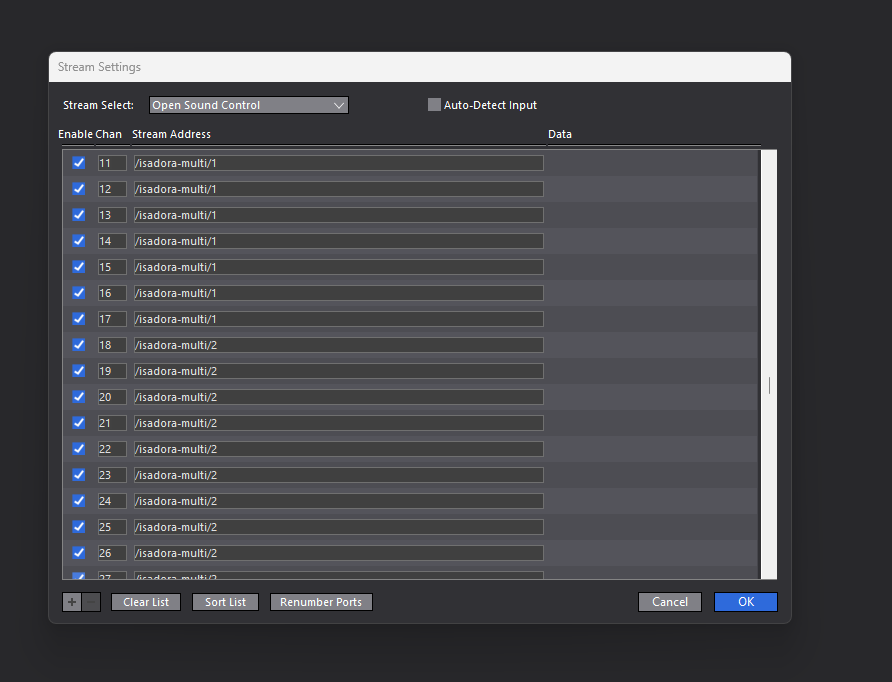 Stream Settings
Stream Select: Open Sound Control Auto-Detect Input
Enable Chan Stream Address Data
11 /isadora-multi/1
12 /isadora-multi/1
13 /isadora-multi/1
14 /isadora-multi/1
15 /isadora-multi/1
16 /isadora-multi/1
17 /isadora-multi/1
18 /isadora-multi/2
19 /isadora-multi/2
20 /isadora-multi/2
21 /isadora-multi/2
22 /isadora-multi/2
23 /isadora-multi/2
24 /isadora-multi/2
25 /isadora-multi/2
26 /isadora-multi/2
27 /isadora-multi/2
+ - Clear List Sort List Renumber Ports Cancel OK